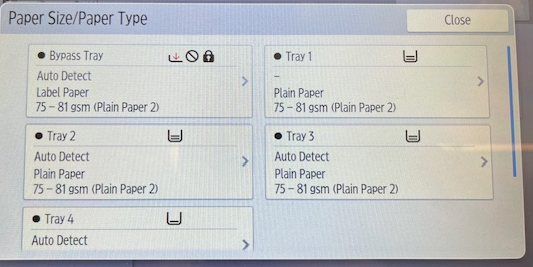 Paper Size/Paper Type
Close
Bypass Tray
Auto Detect
Label Paper
75 – 81 gsm (Plain Paper 2)
Tray 1
–
Plain Paper
75 – 81 gsm (Plain Paper 2)
Tray 2
Auto Detect
Plain Paper
75 – 81 gsm (Plain Paper 2)
Tray 3
Auto Detect
Plain Paper
75 – 81 gsm (Plain Paper 2)
Tray 4
Auto Detect